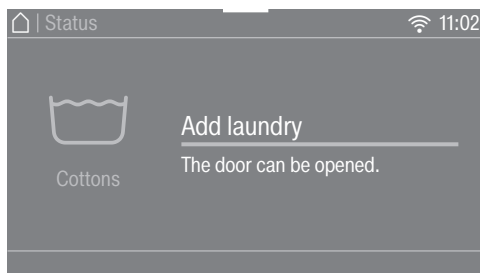 | Status 11:02
Add laundry
The door can be opened.
Cottons